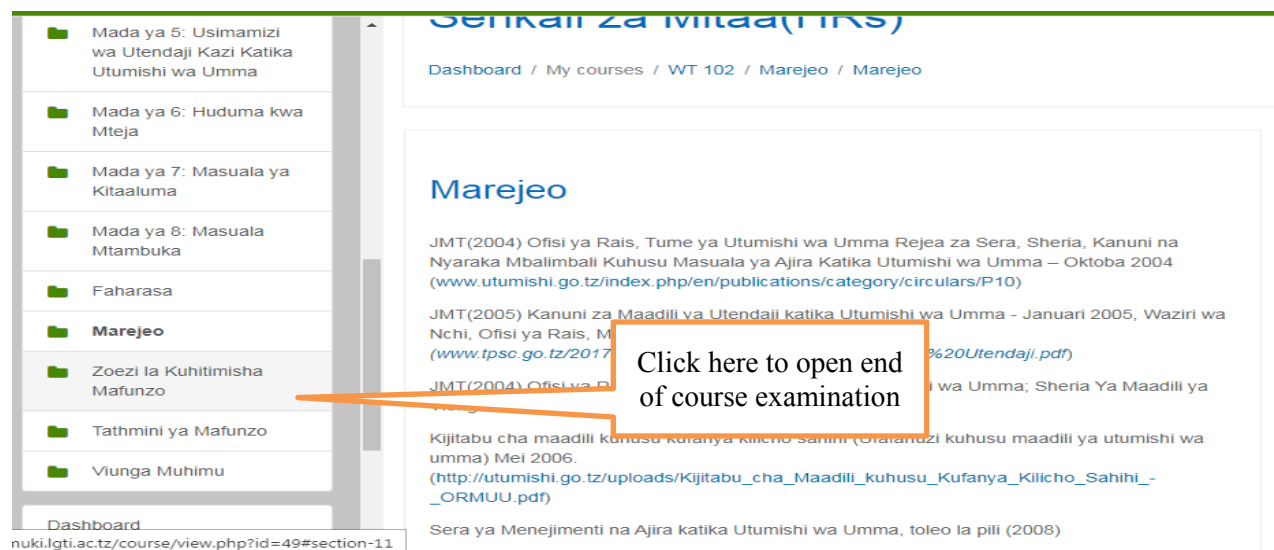 Mada ya 5: Usimamizi
wa Utendaji Kazi Katika
Utumishi wa Umma
Mada ya 6: Huduma kwa
Mteja
Mada ya 7: Masuala ya
Kitaaluma
Mada ya 8: Masuala
Mtambuka
Faharasa
Marejeo
Zoezi la Kuhitimisha
Mafunzo
Tathmini ya Mafunzo
Viunga Muhimu
Dashboard
nuki.lgti.ac.tz/course/view.php?id=49#section-11
Serikali za Mitaa(HRs)
Dashboard / My courses / WT 102 / Marejeo / Marejeo
Marejeo
JMT(2004) Ofisi ya Rais, Tume ya Utumishi wa Umma Rejea za Sera, Sheria, Kanuni na
Nyaraka Mbalimbali Kuhusu Masuala ya Ajira Katika Utumishi wa Umma – Oktoba 2004
(www.utumishi.go.tz/index.php/en/publications/category/circulars/P10)
JMT(2005) Kanuni za Maadili ya Utendaji katika Utumishi wa Umma - Januari 2005, Waziri wa
Nchi, Ofisi ya Rais, M
(www.tpsc.go.tz/2017 %20Utendaji.pdf)
Click here to open end
of course examination
JMT(2004) Ofisi ya wa Umma; Sheria Ya Maadili ya
Kijitabu cha maadili kuhusu kufanya kilicho sahihi (Ufafanuzi kuhusu maadili ya utumishi wa
umma) Mei 2006.
(http://utumishi.go.tz/uploads/Kijitabu_cha_Maadili_kuhusu_Kufanya_Kilicho_Sahihi_-
_ORMUU.pdf)
Sera ya Menejimenti na Ajira katika Utumishi wa Umma, toleo la pili (2008)